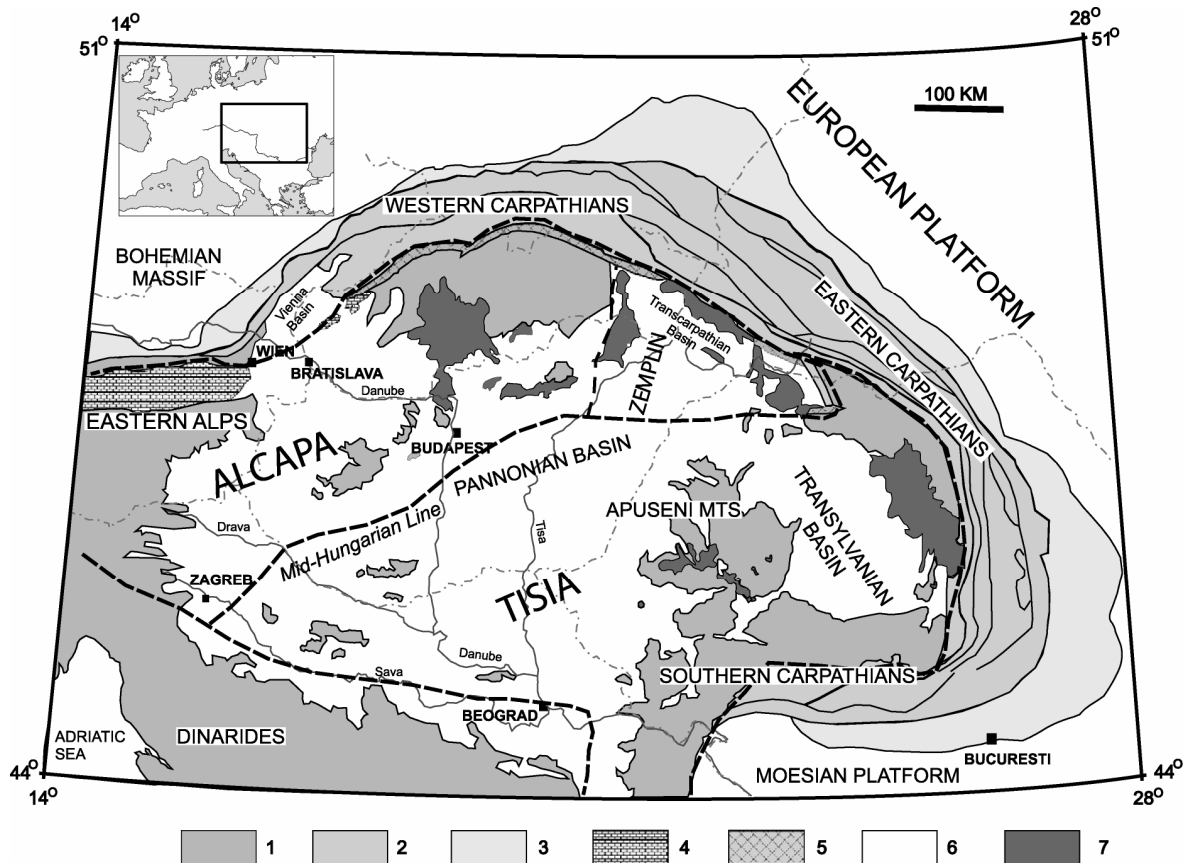 14°
28°
51°
51°
100 KM
EUROPEAN PLATFORM
WESTERN CARPATHIANS
BOHEMIAN
MASSIF
Vienna
Basin
EASTERN CARPATHIANS
Transcarpathian
Basin
WIEN
BRATISLAVA
ZEMPLIN
Danube
EASTERN ALPS
BUDAPEST
ALCAPA
PANNONIAN BASIN
TRANSYLVANIAN
BASIN
APUSENI MTS.
Drava
Mid-Hungarian Line
Tisa
ZAGREB
TISIA
Danube
Sava
SOUTHERN CARPATHIANS
BEOGRAD
ADRIATIC
SEA
DINARIDES
BUCURESTI
MOESIAN PLATFORM
44°
44°
14°
28°
1 2 3 4 5 6 7